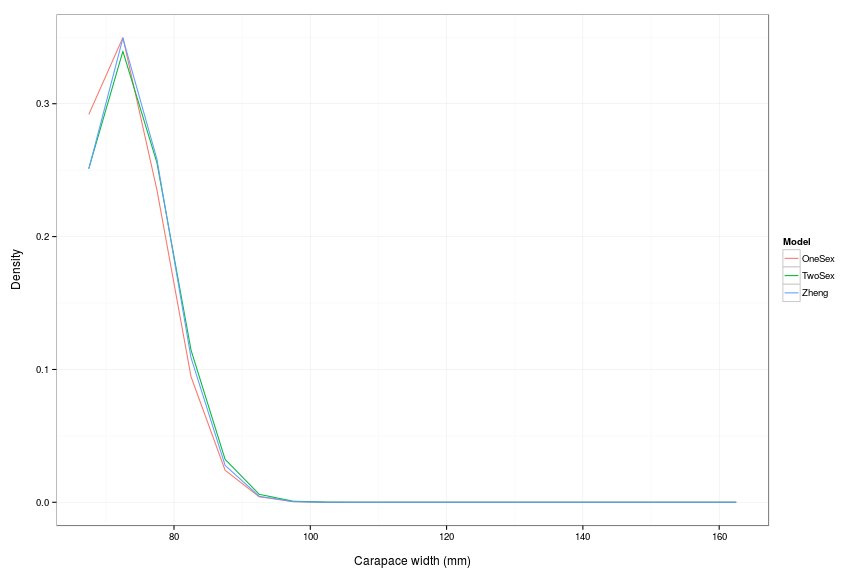 0.3
0.2
0.1
0.0
Density
80
100
120
140
160
Carapace width (mm)
Model
OneSex
TwoSex
Zheng